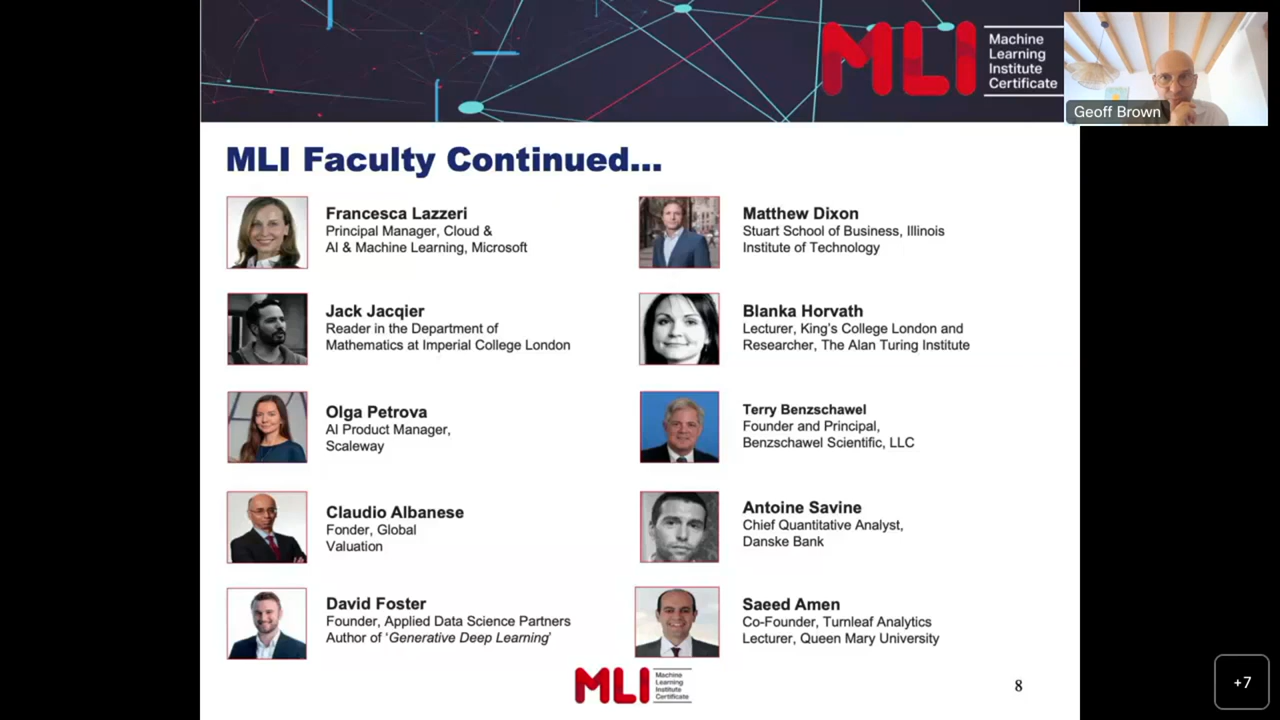 MLI
Machine
Learning
Institute
Certificate
Geoff Brown
MLI Faculty Continued...
Francesca Lazzeri
Principal Manager, Cloud &
AI & Machine Learning, Microsoft
Matthew Dixon
Stuart School of Business, Illinois
Institute of Technology
Jack Jacqier
Reader in the Department of
Mathematics at Imperial College London
Blanka Horvath
Lecturer, King's College London and
Researcher, The Alan Turing Institute
Olga Petrova
AI Product Manager,
Scaleway
Terry Benzschawel
Founder and Principal,
Benzschawel Scientific, LLC
Claudio Albanese
Fonder, Global
Valuation
Antoine Savine
Chief Quantitative Analyst,
Danske Bank
David Foster
Founder, Applied Data Science Partners
Author of 'Generative Deep Learning'
Saeed Amen
Co-Founder, Turnleaf Analytics
Lecturer, Queen Mary University
MLI
Machine
Learning
Institute
Certificate
8
+7